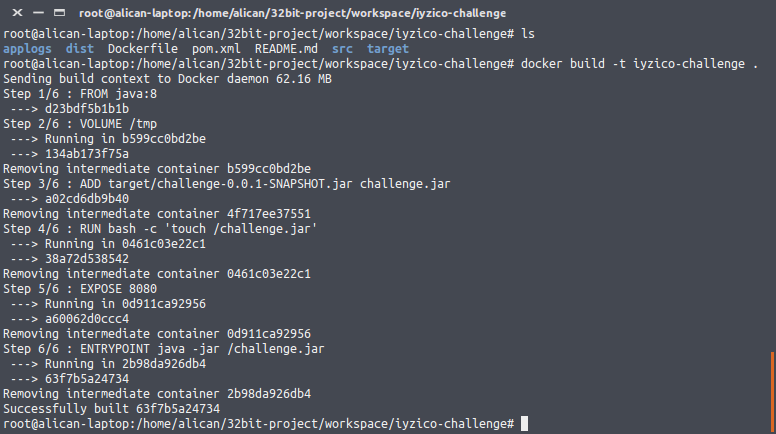 root@alican-laptop:/home/alican/32bit-project/workspace/iyzico-challenge
root@alican-laptop:/home/alican/32bit-project/workspace/iyzico-challenge# ls
applogs dist Dockerfile pom.xml README.md src target
root@alican-laptop:/home/alican/32bit-project/workspace/iyzico-challenge# docker build -t iyzico-challenge .
Sending build context to Docker daemon 62.16 MB
Step 1/6 : FROM java:8
 ---> d23bdf5b1b1b
Step 2/6 : VOLUME /tmp
 ---> Running in b599cc0bd2be
 ---> 134ab173f75a
Removing intermediate container b599cc0bd2be
Step 3/6 : ADD target/challenge-0.0.1-SNAPSHOT.jar challenge.jar
 ---> a02cd6db9b40
Removing intermediate container 4f717ee37551
Step 4/6 : RUN bash -c 'touch /challenge.jar'
 ---> Running in 0461c03e22c1
 ---> 38a72d538542
Removing intermediate container 0461c03e22c1
Step 5/6 : EXPOSE 8080
 ---> Running in 0d911ca92956
 ---> a60062d0ccc4
Removing intermediate container 0d911ca92956
Step 6/6 : ENTRYPOINT java -jar /challenge.jar
 ---> Running in 2b98da926db4
 ---> 63f7b5a24734
Removing intermediate container 2b98da926db4
Successfully built 63f7b5a24734
root@alican-laptop:/home/alican/32bit-project/workspace/iyzico-challenge#